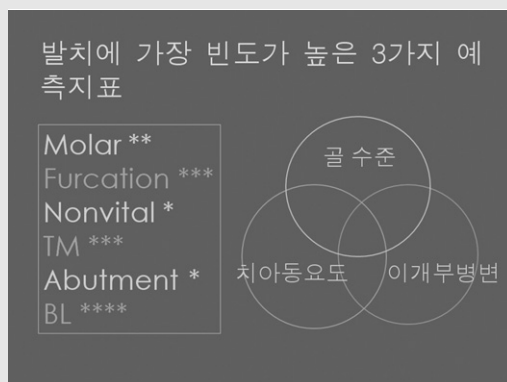 발치에 가장 빈도가 높은 3가지 예
측지표
Molar **
Furcation ***
Nonvital *
TM ***
Abutment *
BL ****
골 수준
치아동요도
이개부병변